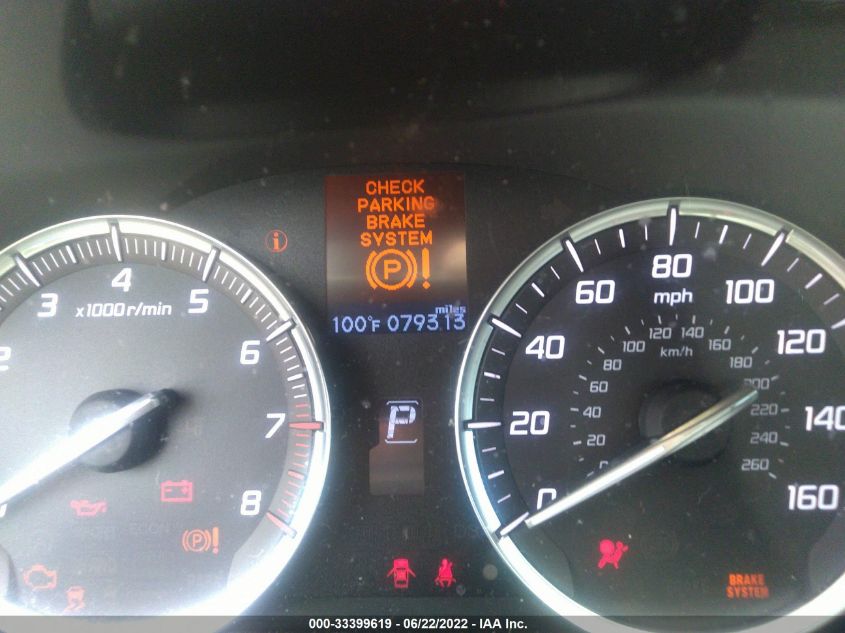 CHECK
PARKING
BRAKE
SYSTEM
(P)!
miles
100°F 079313
P
x1000r/min
2 3 4 5 6 7 8
mph
0 20 40 60 80 100 120 140 160
km/h
0 20 40 60 80 100 120 140 160 180 200 220 240 260
(P)!
BRAKE
SYSTEM
000-33399619 - 06/22/2022 - IAA Inc.